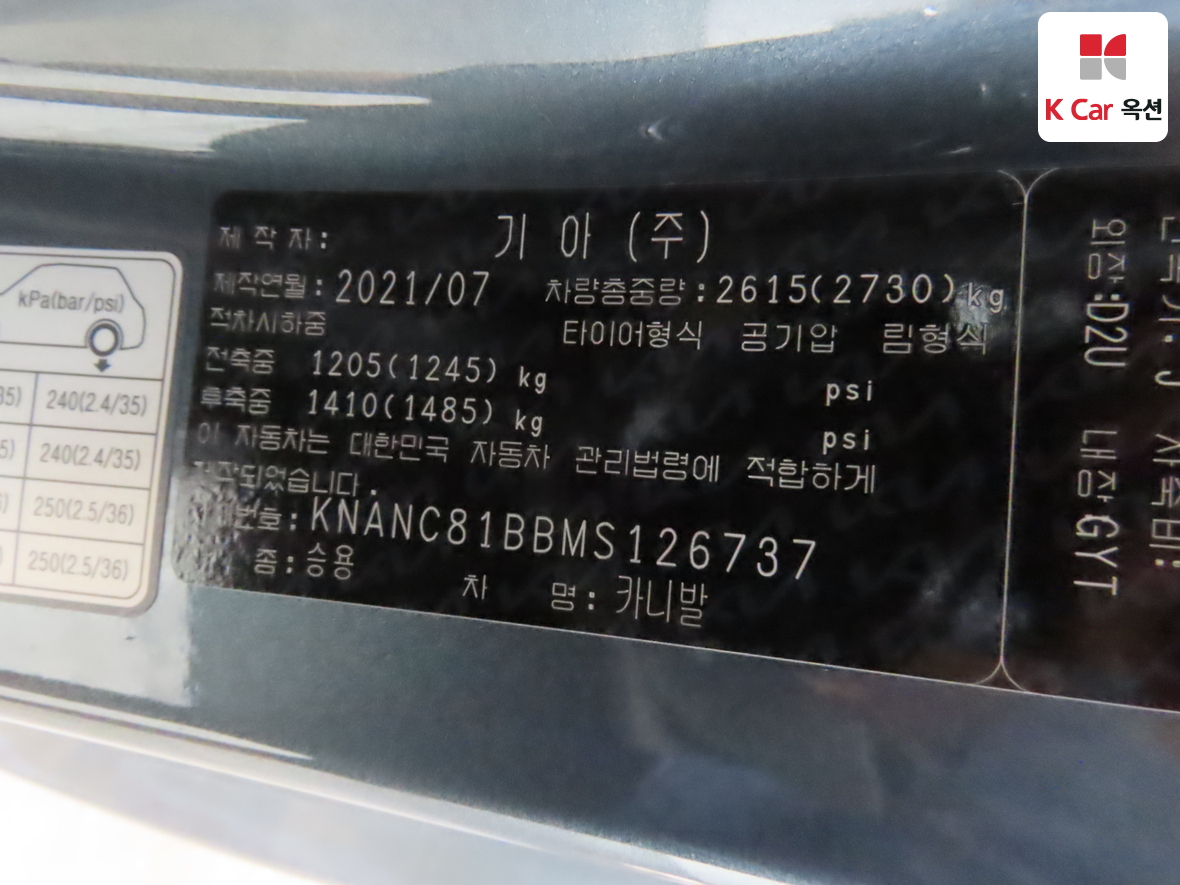 K Car 옥션
제 작 자 : 기 아 (주)
제작연월 : 2021/07 차량총중량 : 2615(2730)kg
적차시하중 타이어형식 공기압 림형식
전축중 1205(1245) kg psi
후축중 1410(1485) kg psi
이 자동차는 대한민국 자동차 관리법령에 적합하게
제작되었습니다.
차대번호 : KNANC81BBMS126737
종 : 승용 차 명 : 카니발
kPa(bar/psi)
35) 240(2.4/35)
5) 240(2.4/35)
250(2.5/36)
250(2.5/36)
외장:D2U 내장:GYT